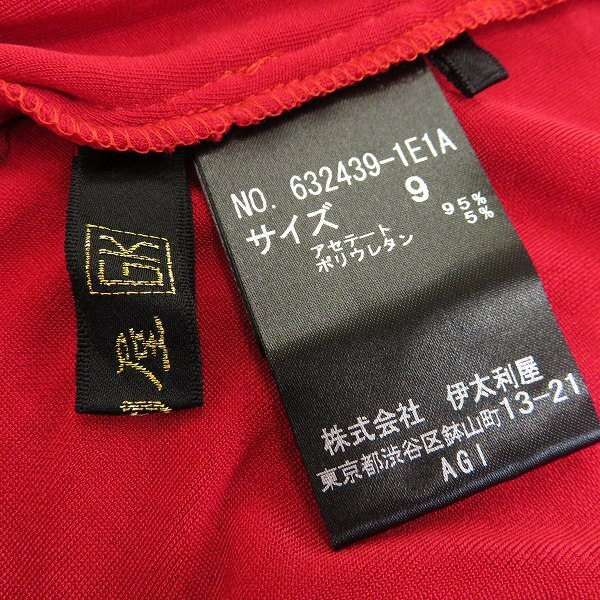 NO. 632439-1E1A
サイズ 9
アセテート 95%
ポリウレタン 5%
株式会社 伊太利屋
東京都渋谷区鉢山町13-21
AGI
GK
屋